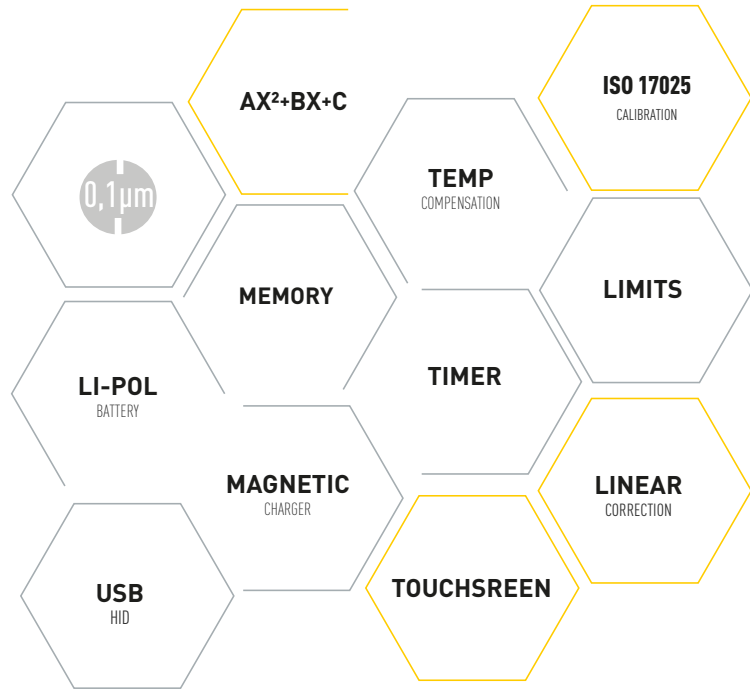 AX²+BX+C
ISO 17025
CALIBRATION
0,1µm
TEMP
COMPENSATION
MEMORY
LIMITS
LI-POL
BATTERY
TIMER
MAGNETIC
CHARGER
LINEAR
CORRECTION
USB
HID
TOUCHSREEN